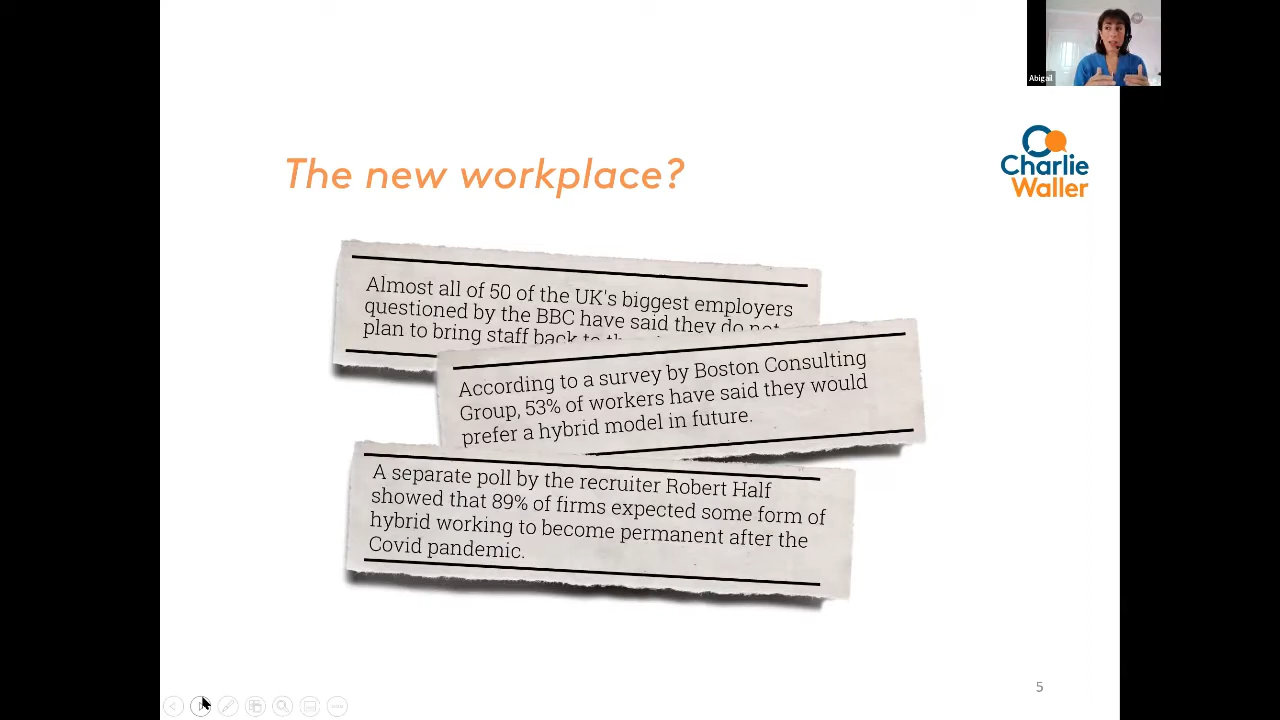 Abigail
Charlie
Waller
The new workplace?
Almost all of 50 of the UK's biggest employers
questioned by the BBC have said they do not
plan to bring staff back to
According to a survey by Boston Consulting
Group, 53% of workers have said they would
prefer a hybrid model in future.
A separate poll by the recruiter Robert Half
showed that 89% of firms expected some form of
hybrid working to become permanent after the
Covid pandemic.
5